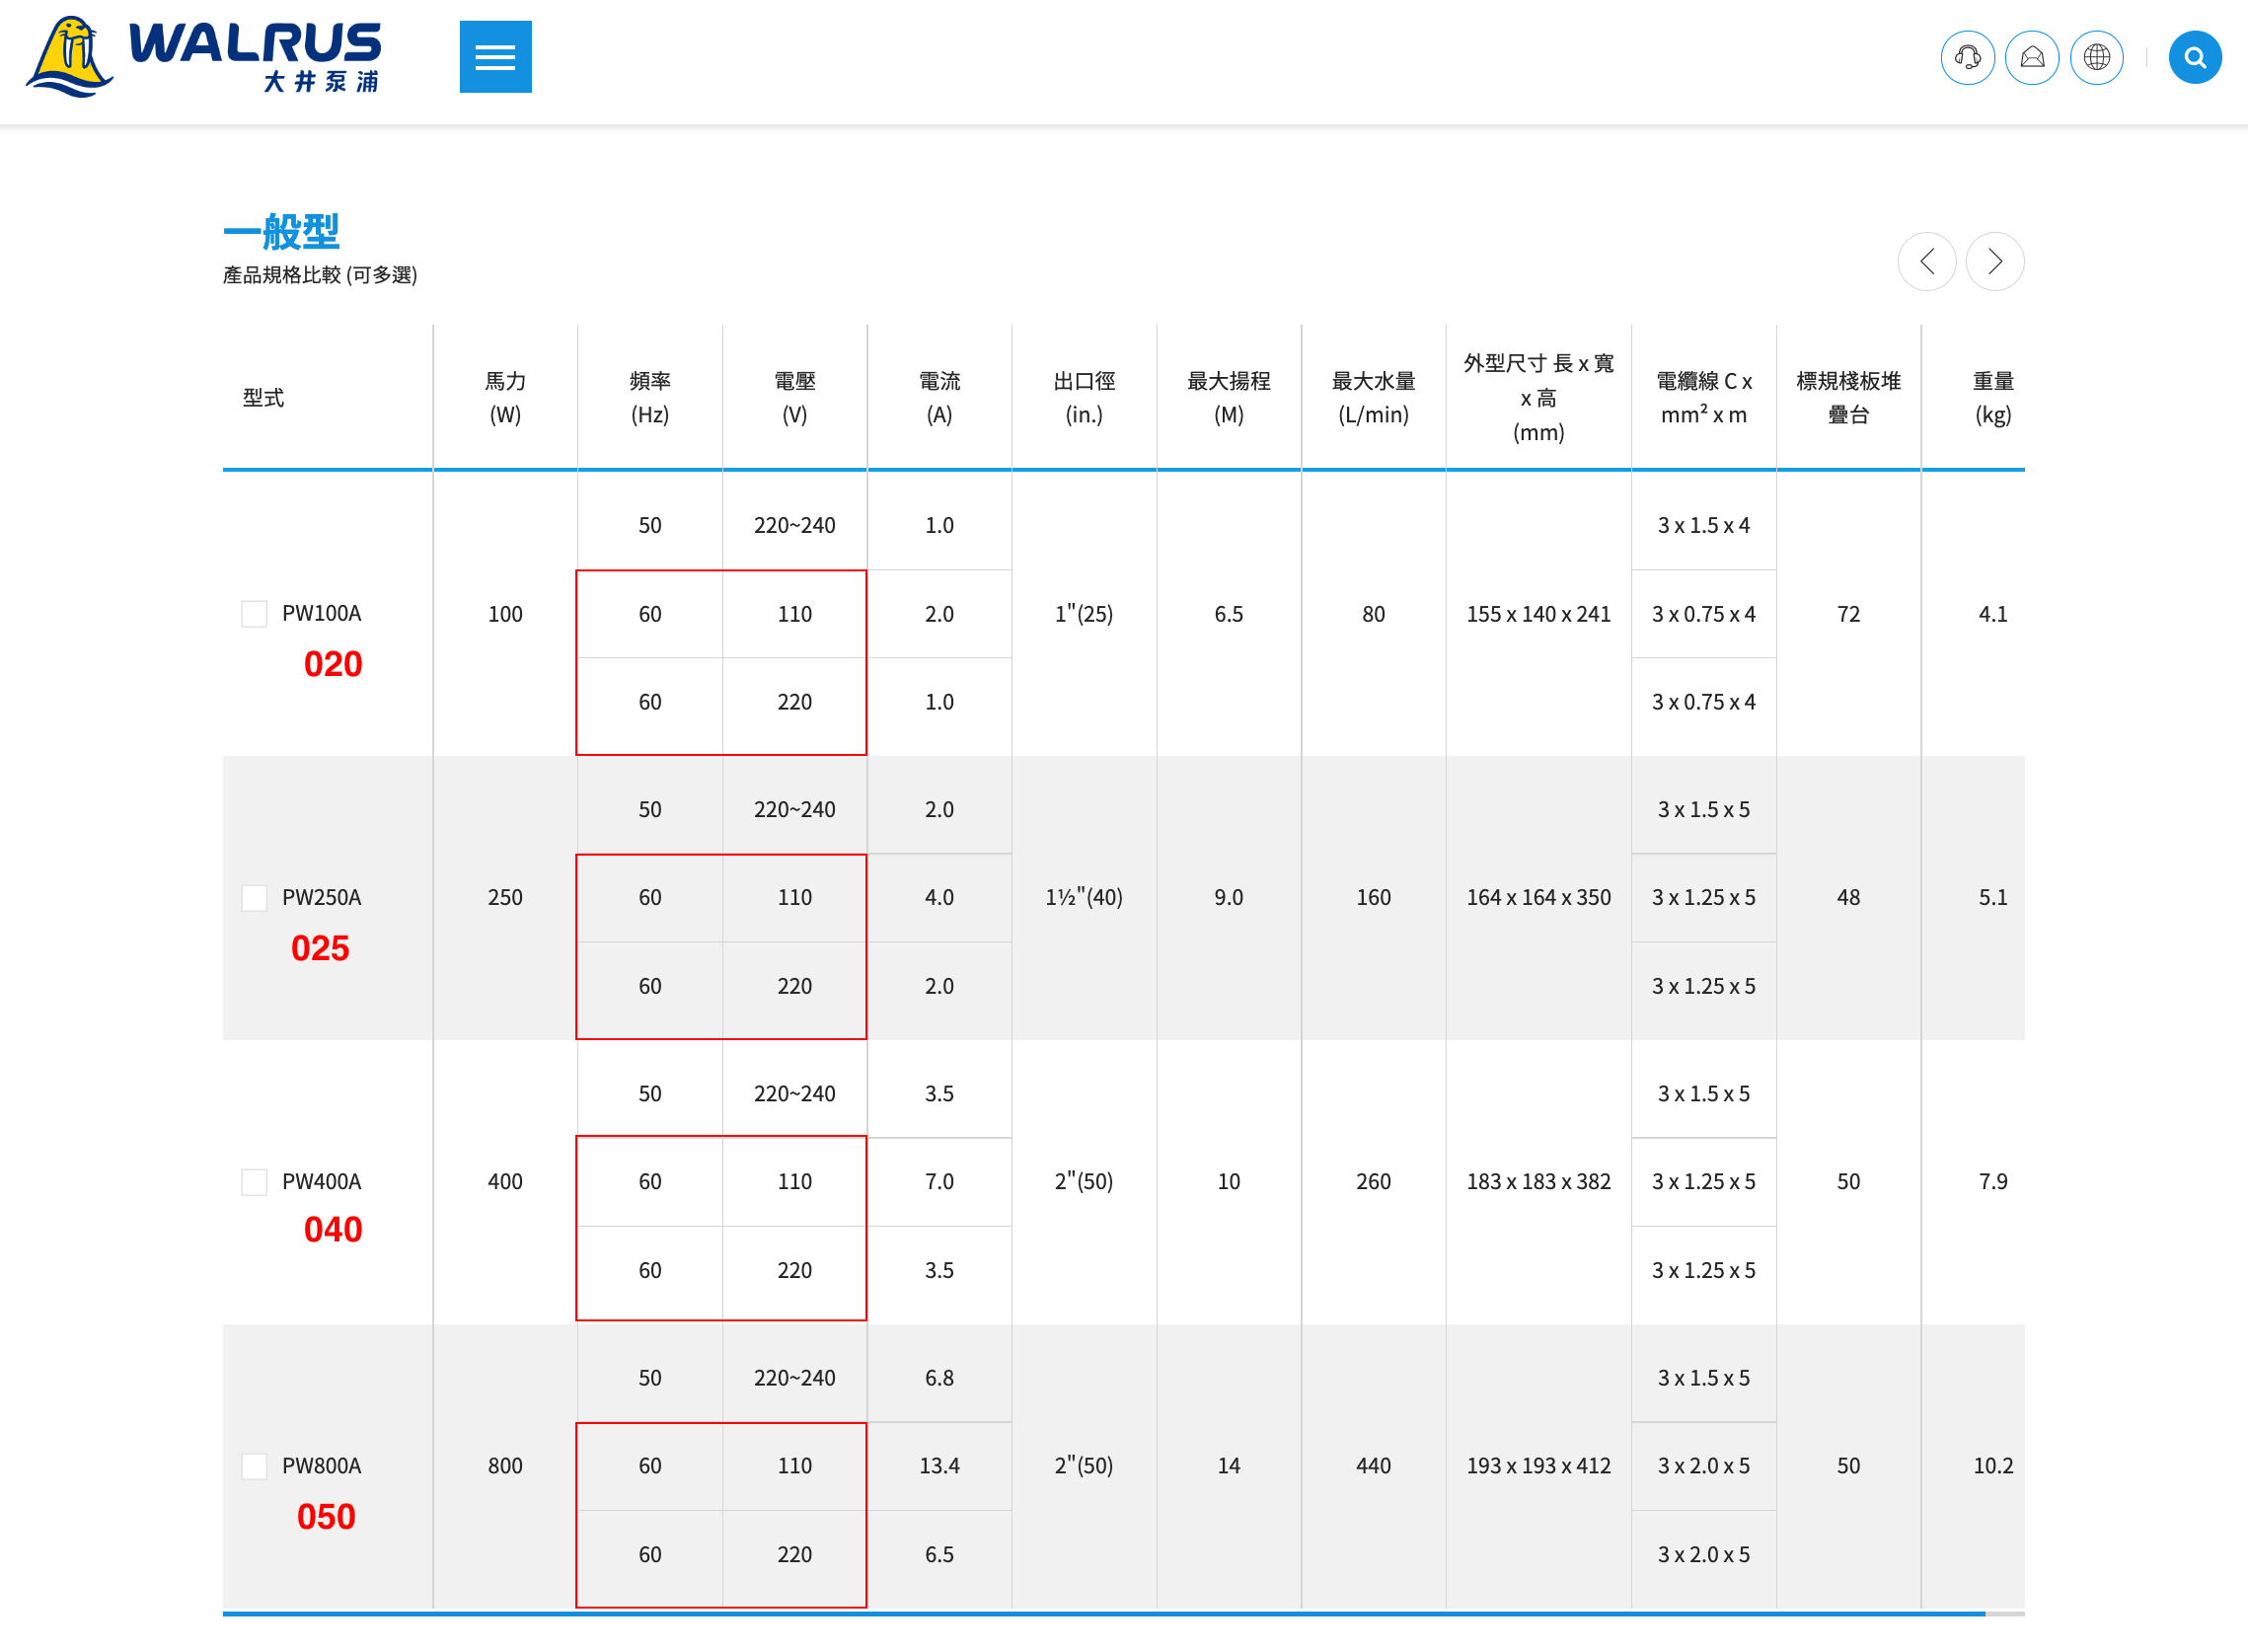 WALRUS
大井泵浦
一般型
產品規格比較 (可多選)
型式 馬力 (W) 頻率 (Hz) 電壓 (V) 電流 (A) 出口徑 (in.) 最大揚程 (M) 最大水量 (L/min) 外型尺寸 長 x 寬 x 高 (mm) 電纜線 C x mm² x m 標規棧板堆疊台 重量 (kg)
50 220~240 1.0 3 x 1.5 x 4
PW100A 100 60 110 2.0 1"(25) 6.5 80 155 x 140 x 241 3 x 0.75 x 4 72 4.1
020
60 220 1.0 3 x 0.75 x 4
50 220~240 2.0 3 x 1.5 x 5
PW250A 250 60 110 4.0 1½"(40) 9.0 160 164 x 164 x 350 3 x 1.25 x 5 48 5.1
025
60 220 2.0 3 x 1.25 x 5
50 220~240 3.5 3 x 1.5 x 5
PW400A 400 60 110 7.0 2"(50) 10 260 183 x 183 x 382 3 x 1.25 x 5 50 7.9
040
60 220 3.5 3 x 1.25 x 5
50 220~240 6.8 3 x 1.5 x 5
PW800A 800 60 110 13.4 2"(50) 14 440 193 x 193 x 412 3 x 2.0 x 5 50 10.2
050
60 220 6.5 3 x 2.0 x 5